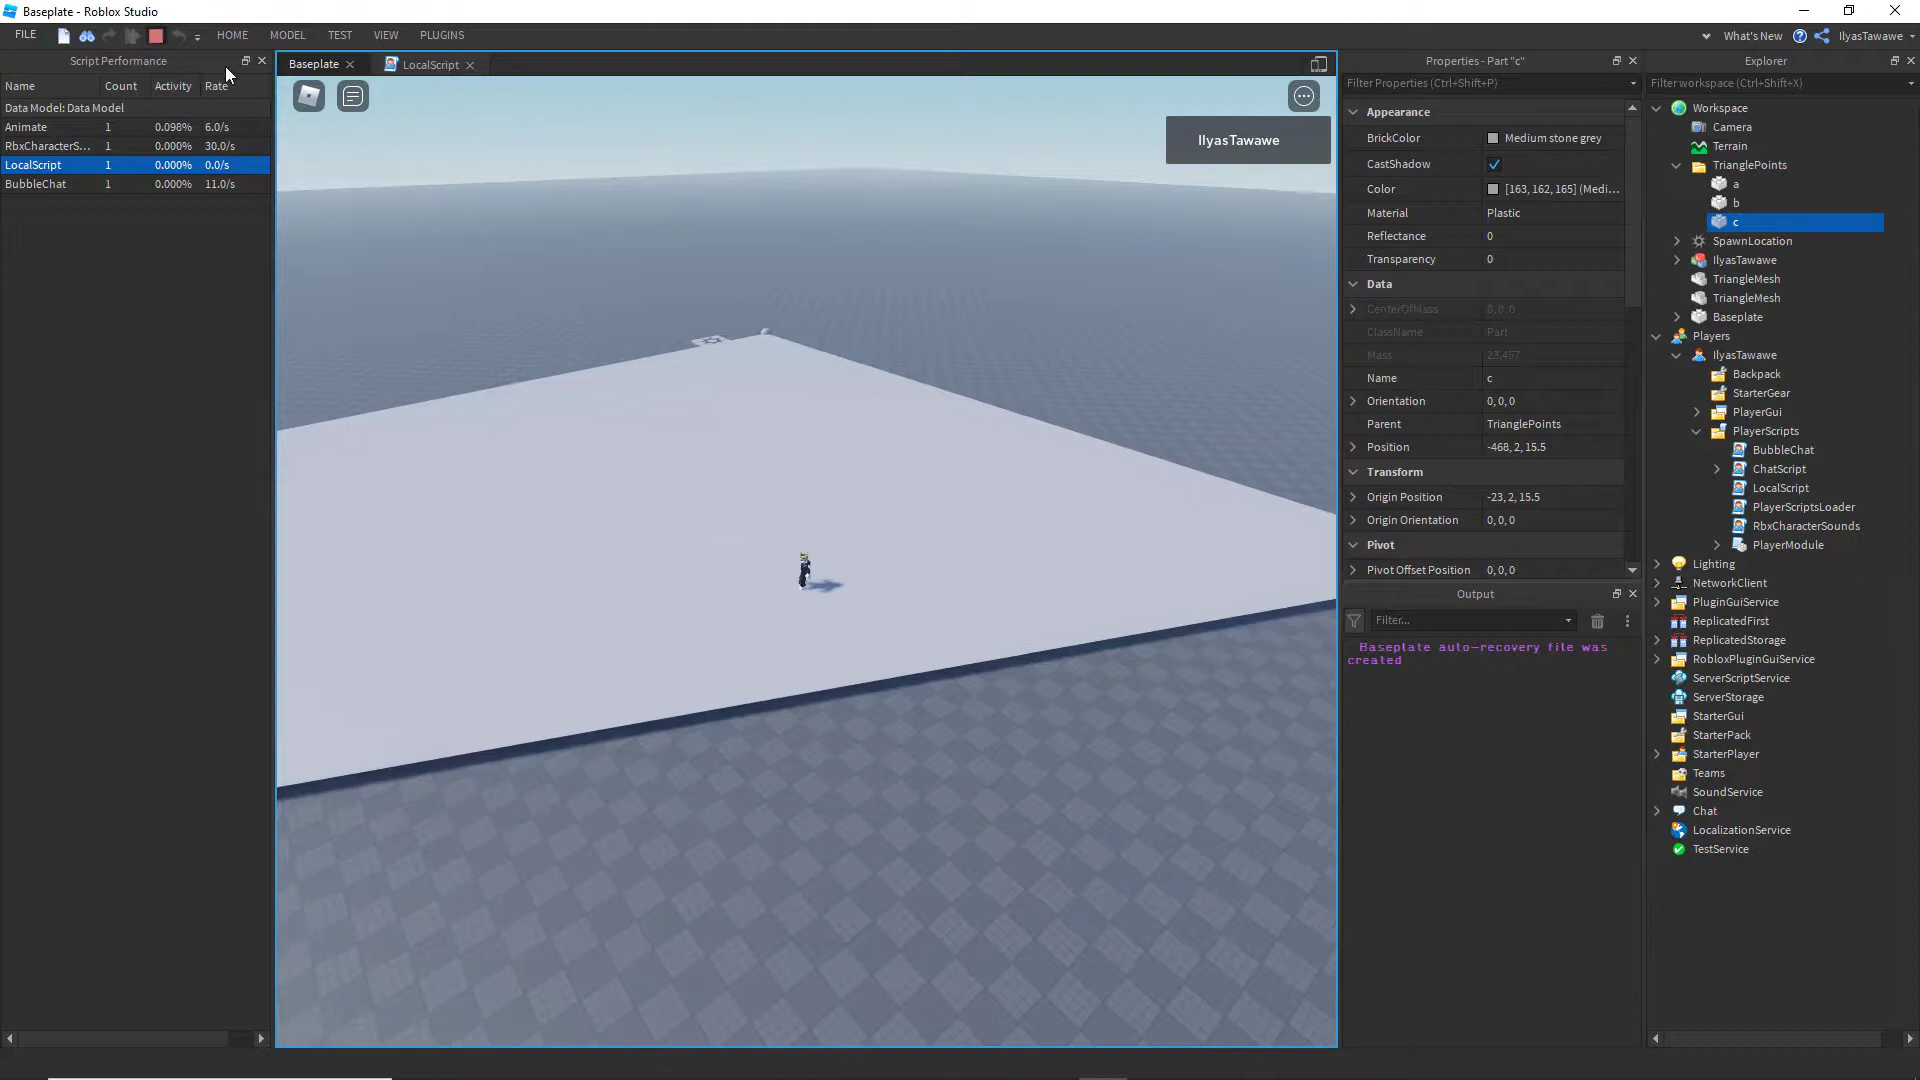 Baseplate - Roblox Studio
FILE HOME MODEL TEST VIEW PLUGINS What's New IlyasTawawe
Script Performance
Name Count Activity Rate
Data Model: Data Model
Animate 1 0.098% 6.0/s
RbxCharacterS... 1 0.000% 30.0/s
LocalScript 1 0.000% 0.0/s
BubbleChat 1 0.000% 11.0/s
Baseplate LocalScript
IlyasTawawe
Properties - Part "c"
Filter Properties (Ctrl+Shift+P)
Appearance
BrickColor Medium stone grey
CastShadow
Color [163, 162, 165] (Medi...
Material Plastic
Reflectance 0
Transparency 0
Data
CenterOfMass 0, 0, 0
ClassName Part
Mass 23.457
Name c
Orientation 0, 0, 0
Parent TrianglePoints
Position -468, 2, 15.5
Transform
Origin Position -23, 2, 15.5
Origin Orientation 0, 0, 0
Pivot
Pivot Offset Position 0, 0, 0
Output
Filter...
Baseplate auto-recovery file was
created
Explorer
Filter workspace (Ctrl+Shift+X)
Workspace
Camera
Terrain
TrianglePoints
a
b
c
SpawnLocation
IlyasTawawe
TriangleMesh
TriangleMesh
Baseplate
Players
IlyasTawawe
Backpack
StarterGear
PlayerGui
PlayerScripts
BubbleChat
ChatScript
LocalScript
PlayerScriptsLoader
RbxCharacterSounds
PlayerModule
Lighting
NetworkClient
PluginGuiService
ReplicatedFirst
ReplicatedStorage
RobloxPluginGuiService
ServerScriptService
ServerStorage
StarterGui
StarterPack
StarterPlayer
Teams
SoundService
Chat
LocalizationService
TestService